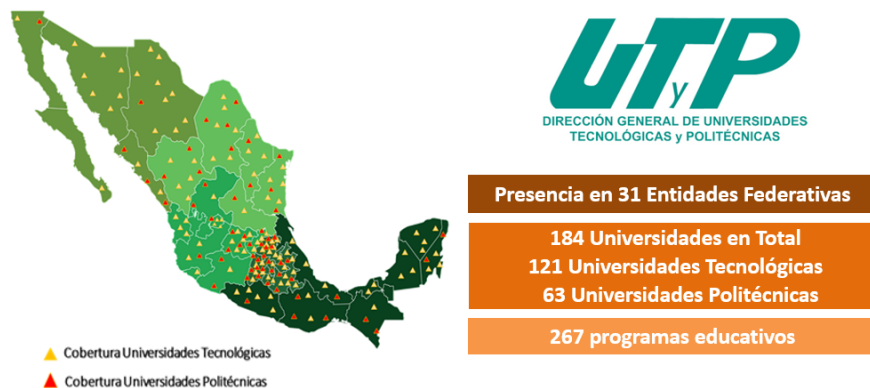 UTyP
DIRECCIÓN GENERAL DE UNIVERSIDADES
TECNOLÓGICAS y POLITÉCNICAS
Presencia en 31 Entidades Federativas
184 Universidades en Total
121 Universidades Tecnológicas
63 Universidades Politécnicas
267 programas educativos
Cobertura Universidades Tecnológicas
Cobertura Universidades Politécnicas